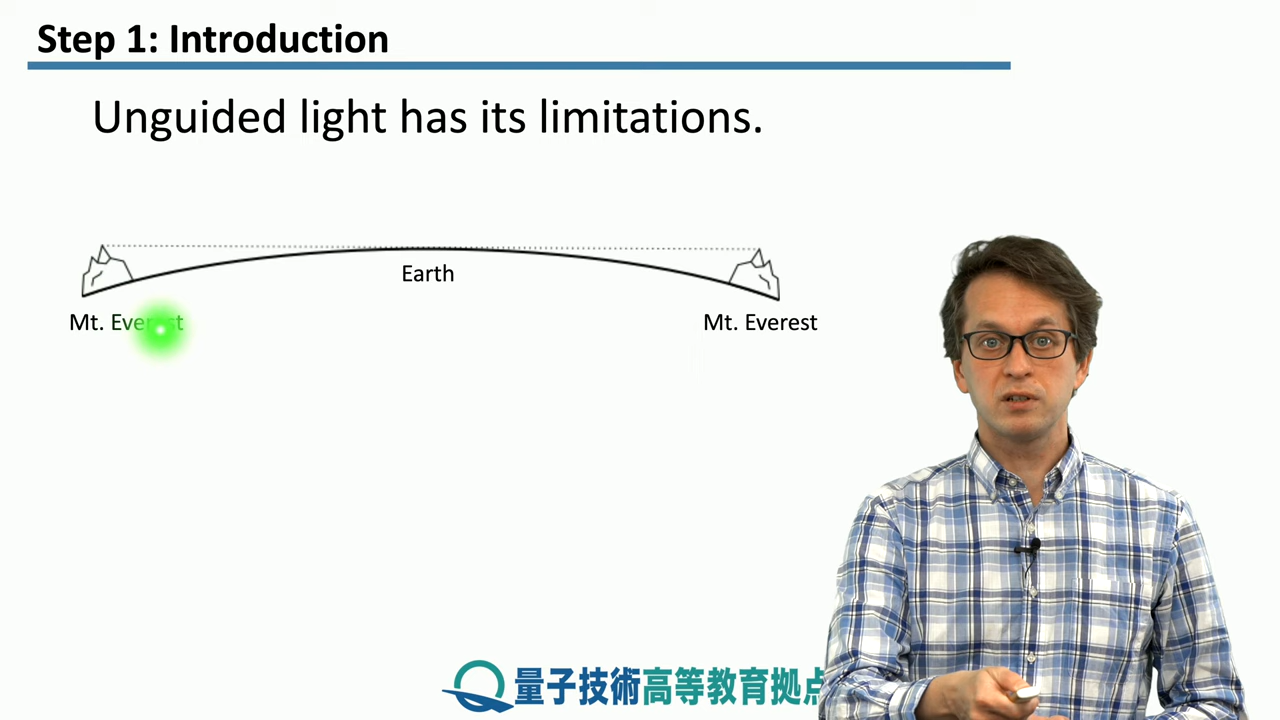 Step 1: Introduction
Unguided light has its limitations.
Earth
Mt. Everest
Mt. Everest
量子技術高等教育拠点